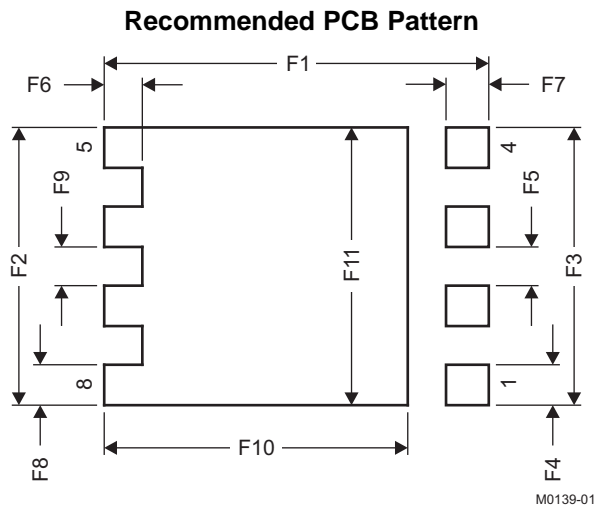 Recommended PCB Pattern
F1
F6
F7
5
4
F9
F5
F2
F11
F3
8
1
F10
F8
F4
M0139-01